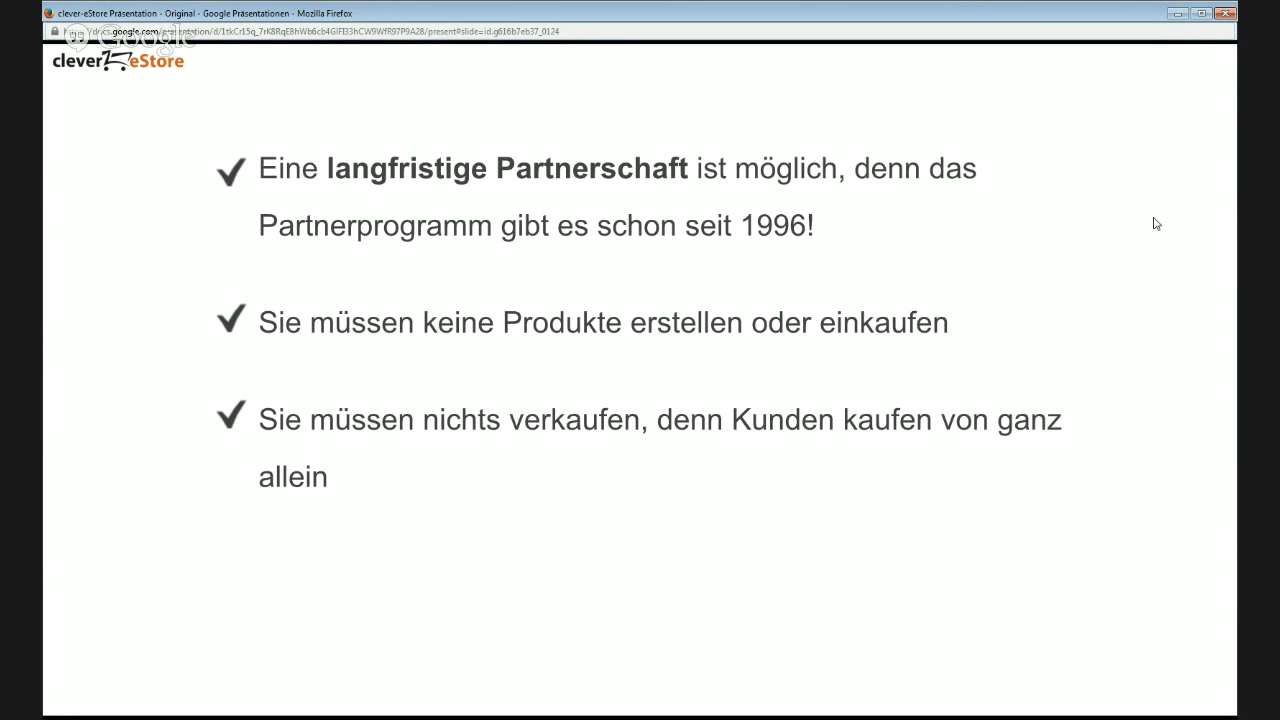 clever-eStore Präsentation - Original - Google Präsentationen - Mozilla Firefox
Google
clever eStore
Eine langfristige Partnerschaft ist möglich, denn das
Partnerprogramm gibt es schon seit 1996!
Sie müssen keine Produkte erstellen oder einkaufen
Sie müssen nichts verkaufen, denn Kunden kaufen von ganz
allein